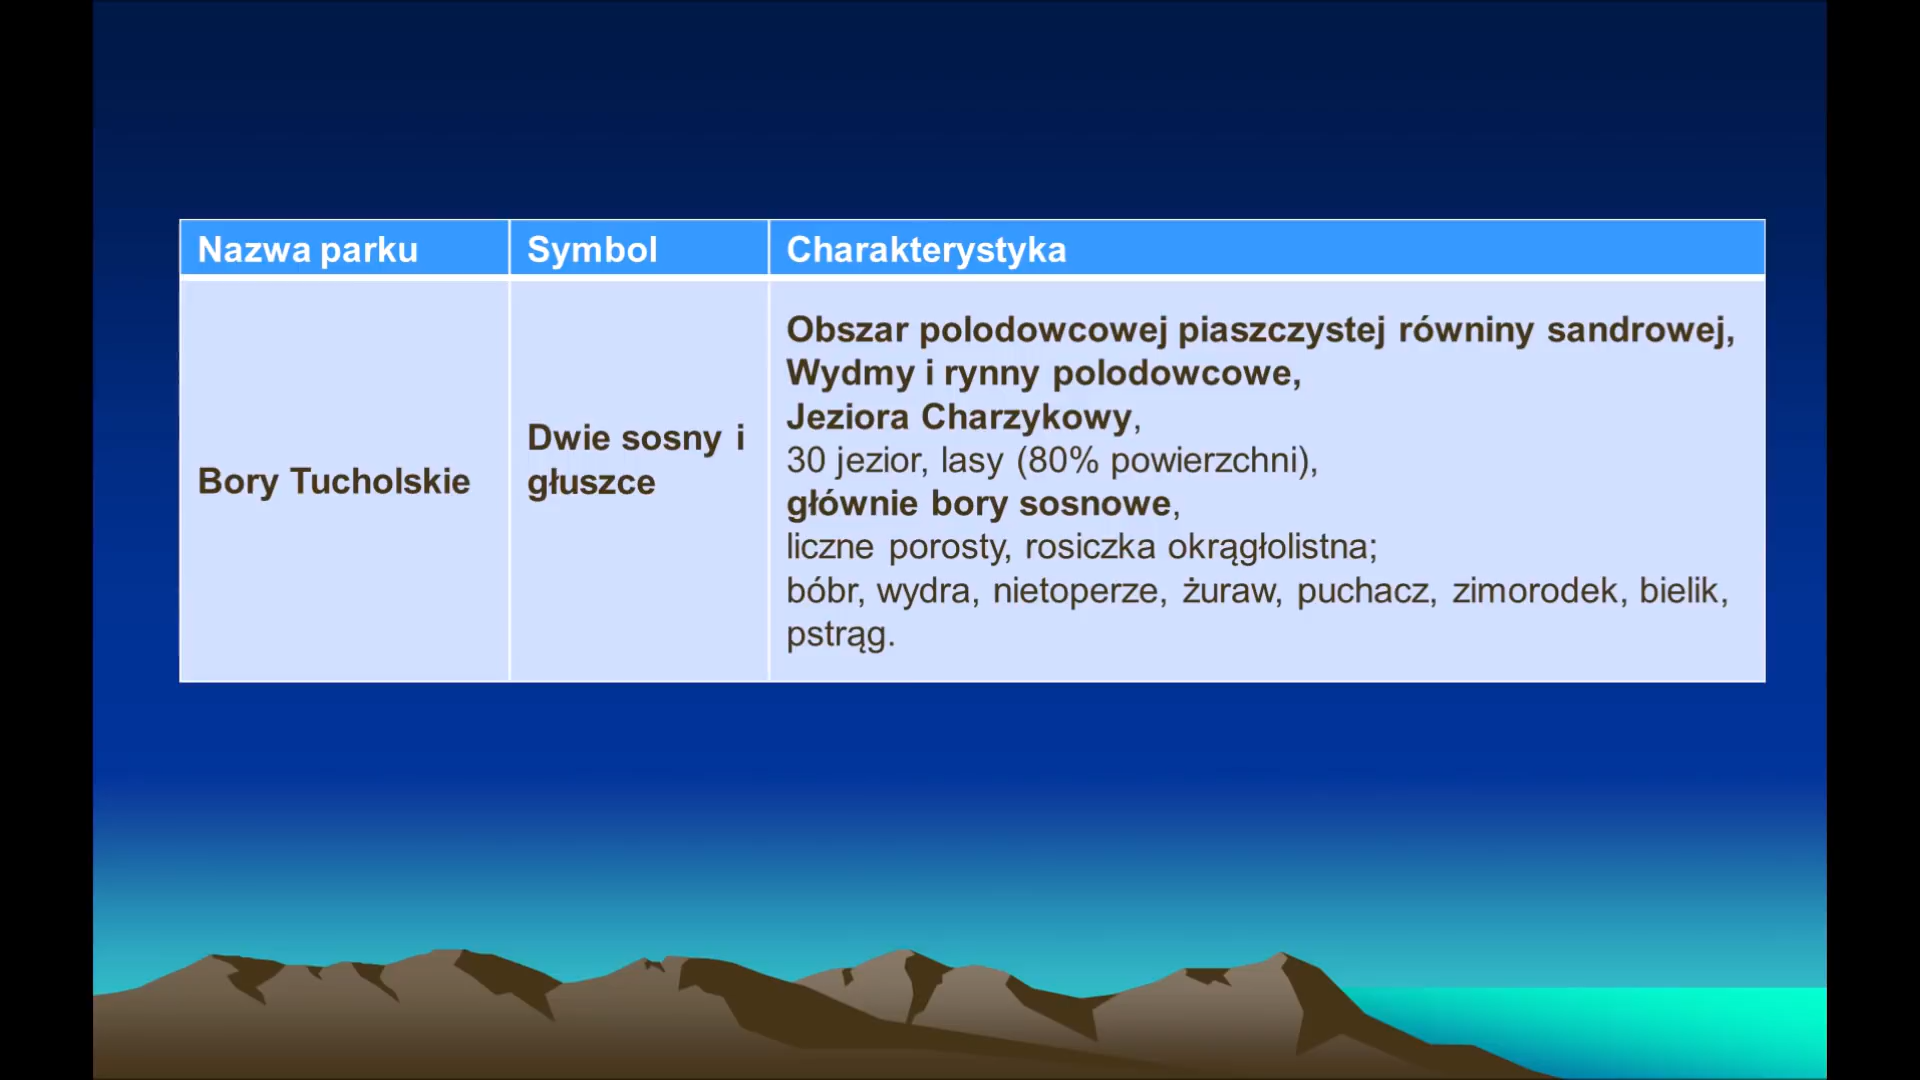 Nazwa parku
Symbol
Charakterystyka
Bory Tucholskie
Dwie sosny i
głuszce
Obszar polodowcowej piaszczystej równiny sandrowej,
Wydmy i rynny polodowcowe,
Jeziora Charzykowy,
30 jezior, lasy (80% powierzchni),
głównie bory sosnowe,
liczne porosty, rosiczka okrągłolistna;
bóbr, wydra, nietoperze, żuraw, puchacz, zimorodek, bielik,
pstrąg.